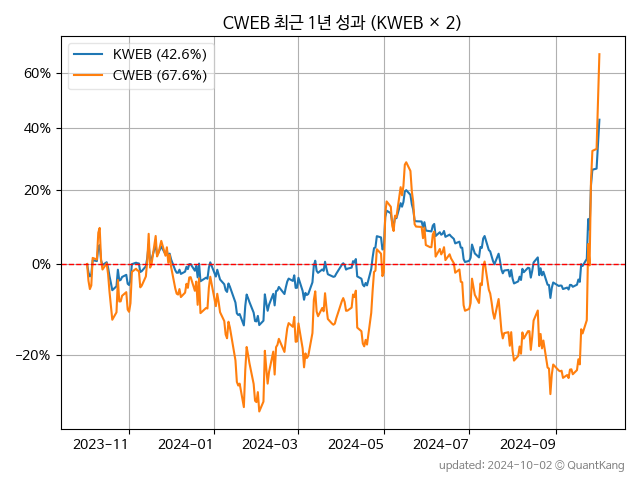 CWEB 최근 1년 성과 (KWEB × 2)
KWEB (42.6%)
CWEB (67.6%)
60%
40%
20%
0%
−20%
2023−11
2024−01
2024−03
2024−05
2024−07
2024−09
updated: 2024-10-02 © QuantKang